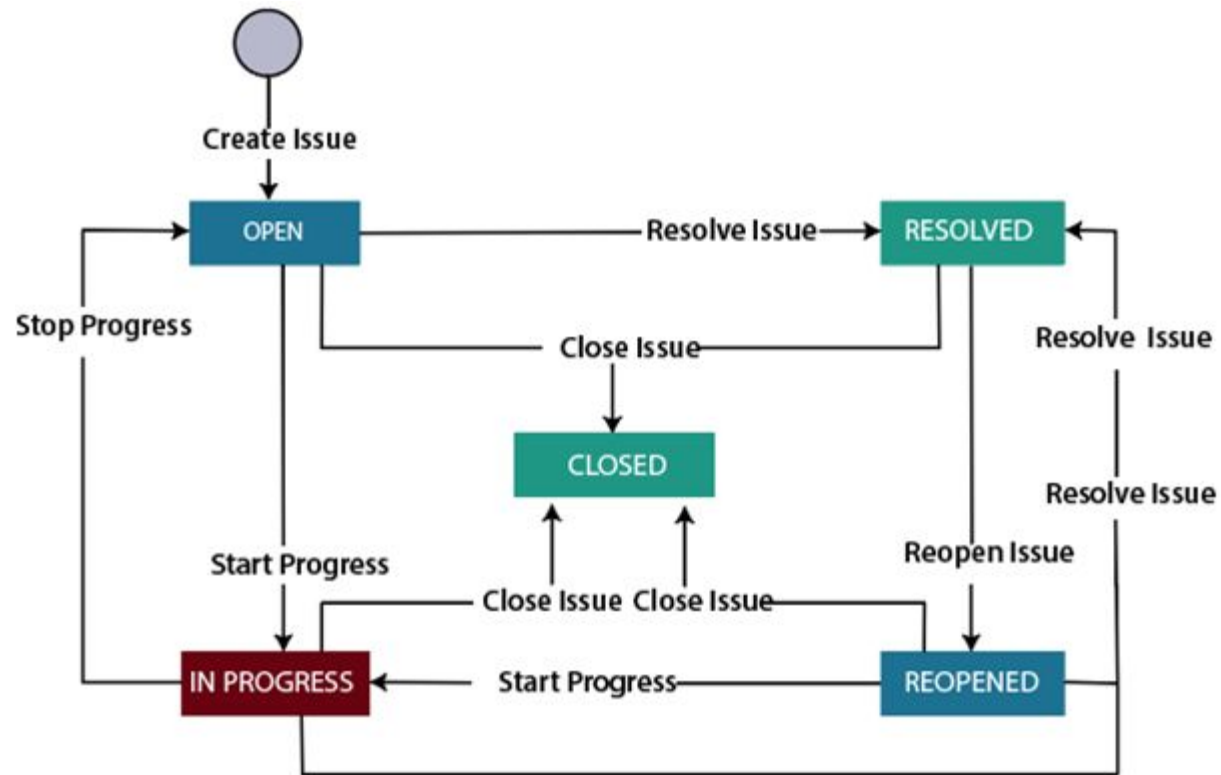 Create Issue
OPEN
Resolve Issue
RESOLVED
Stop Progress
Close Issue
Resolve Issue
CLOSED
Resolve Issue
Start Progress
Reopen Issue
Close Issue
Close Issue
IN PROGRESS
Start Progress
REOPENED